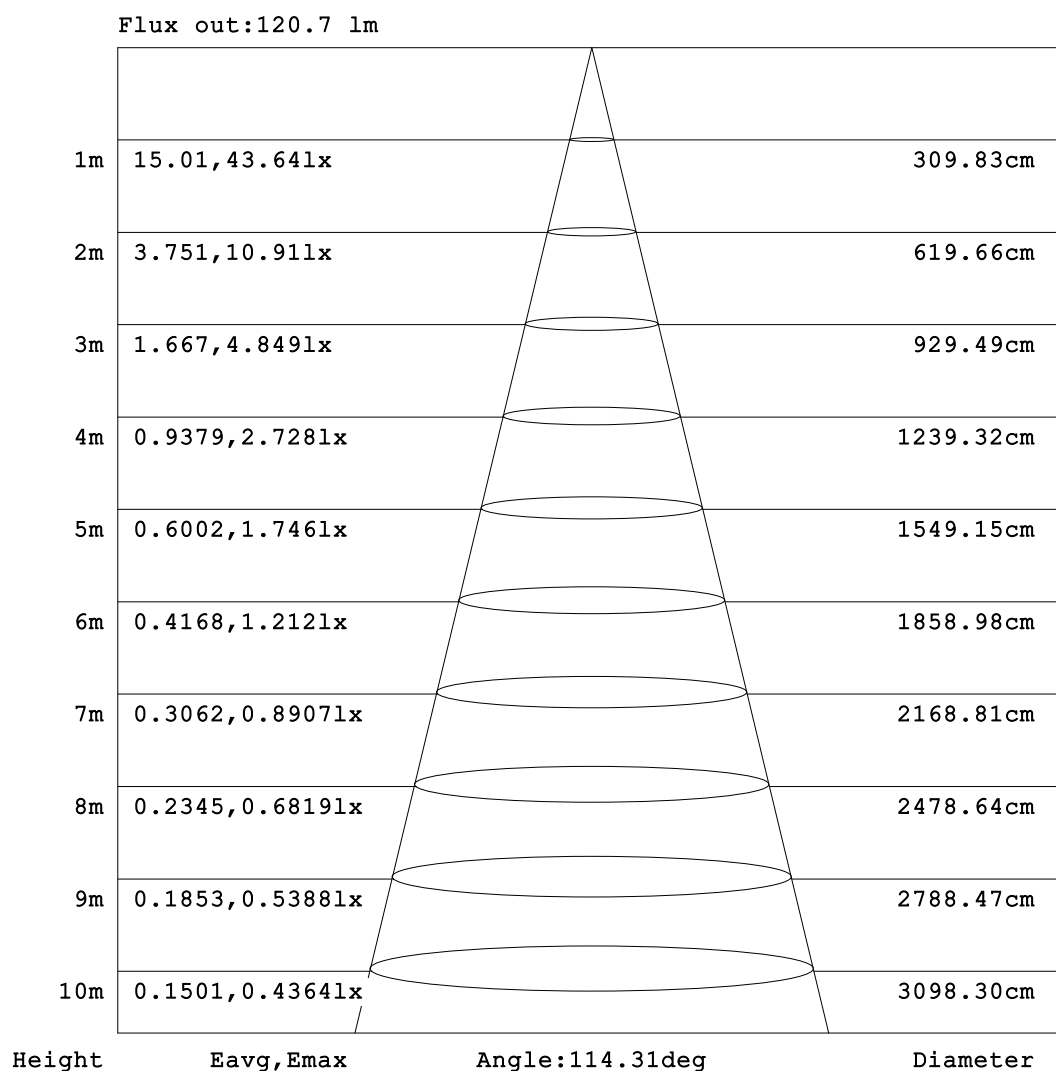 Flux out:120.7 lm
1m 15.01,43.64lx 309.83cm
2m 3.751,10.91lx 619.66cm
3m 1.667,4.849lx 929.49cm
4m 0.9379,2.728lx 1239.32cm
5m 0.6002,1.746lx 1549.15cm
6m 0.4168,1.212lx 1858.98cm
7m 0.3062,0.8907lx 2168.81cm
8m 0.2345,0.6819lx 2478.64cm
9m 0.1853,0.5388lx 2788.47cm
10m 0.1501,0.4364lx 3098.30cm
Height Eavg,Emax Angle:114.31deg Diameter